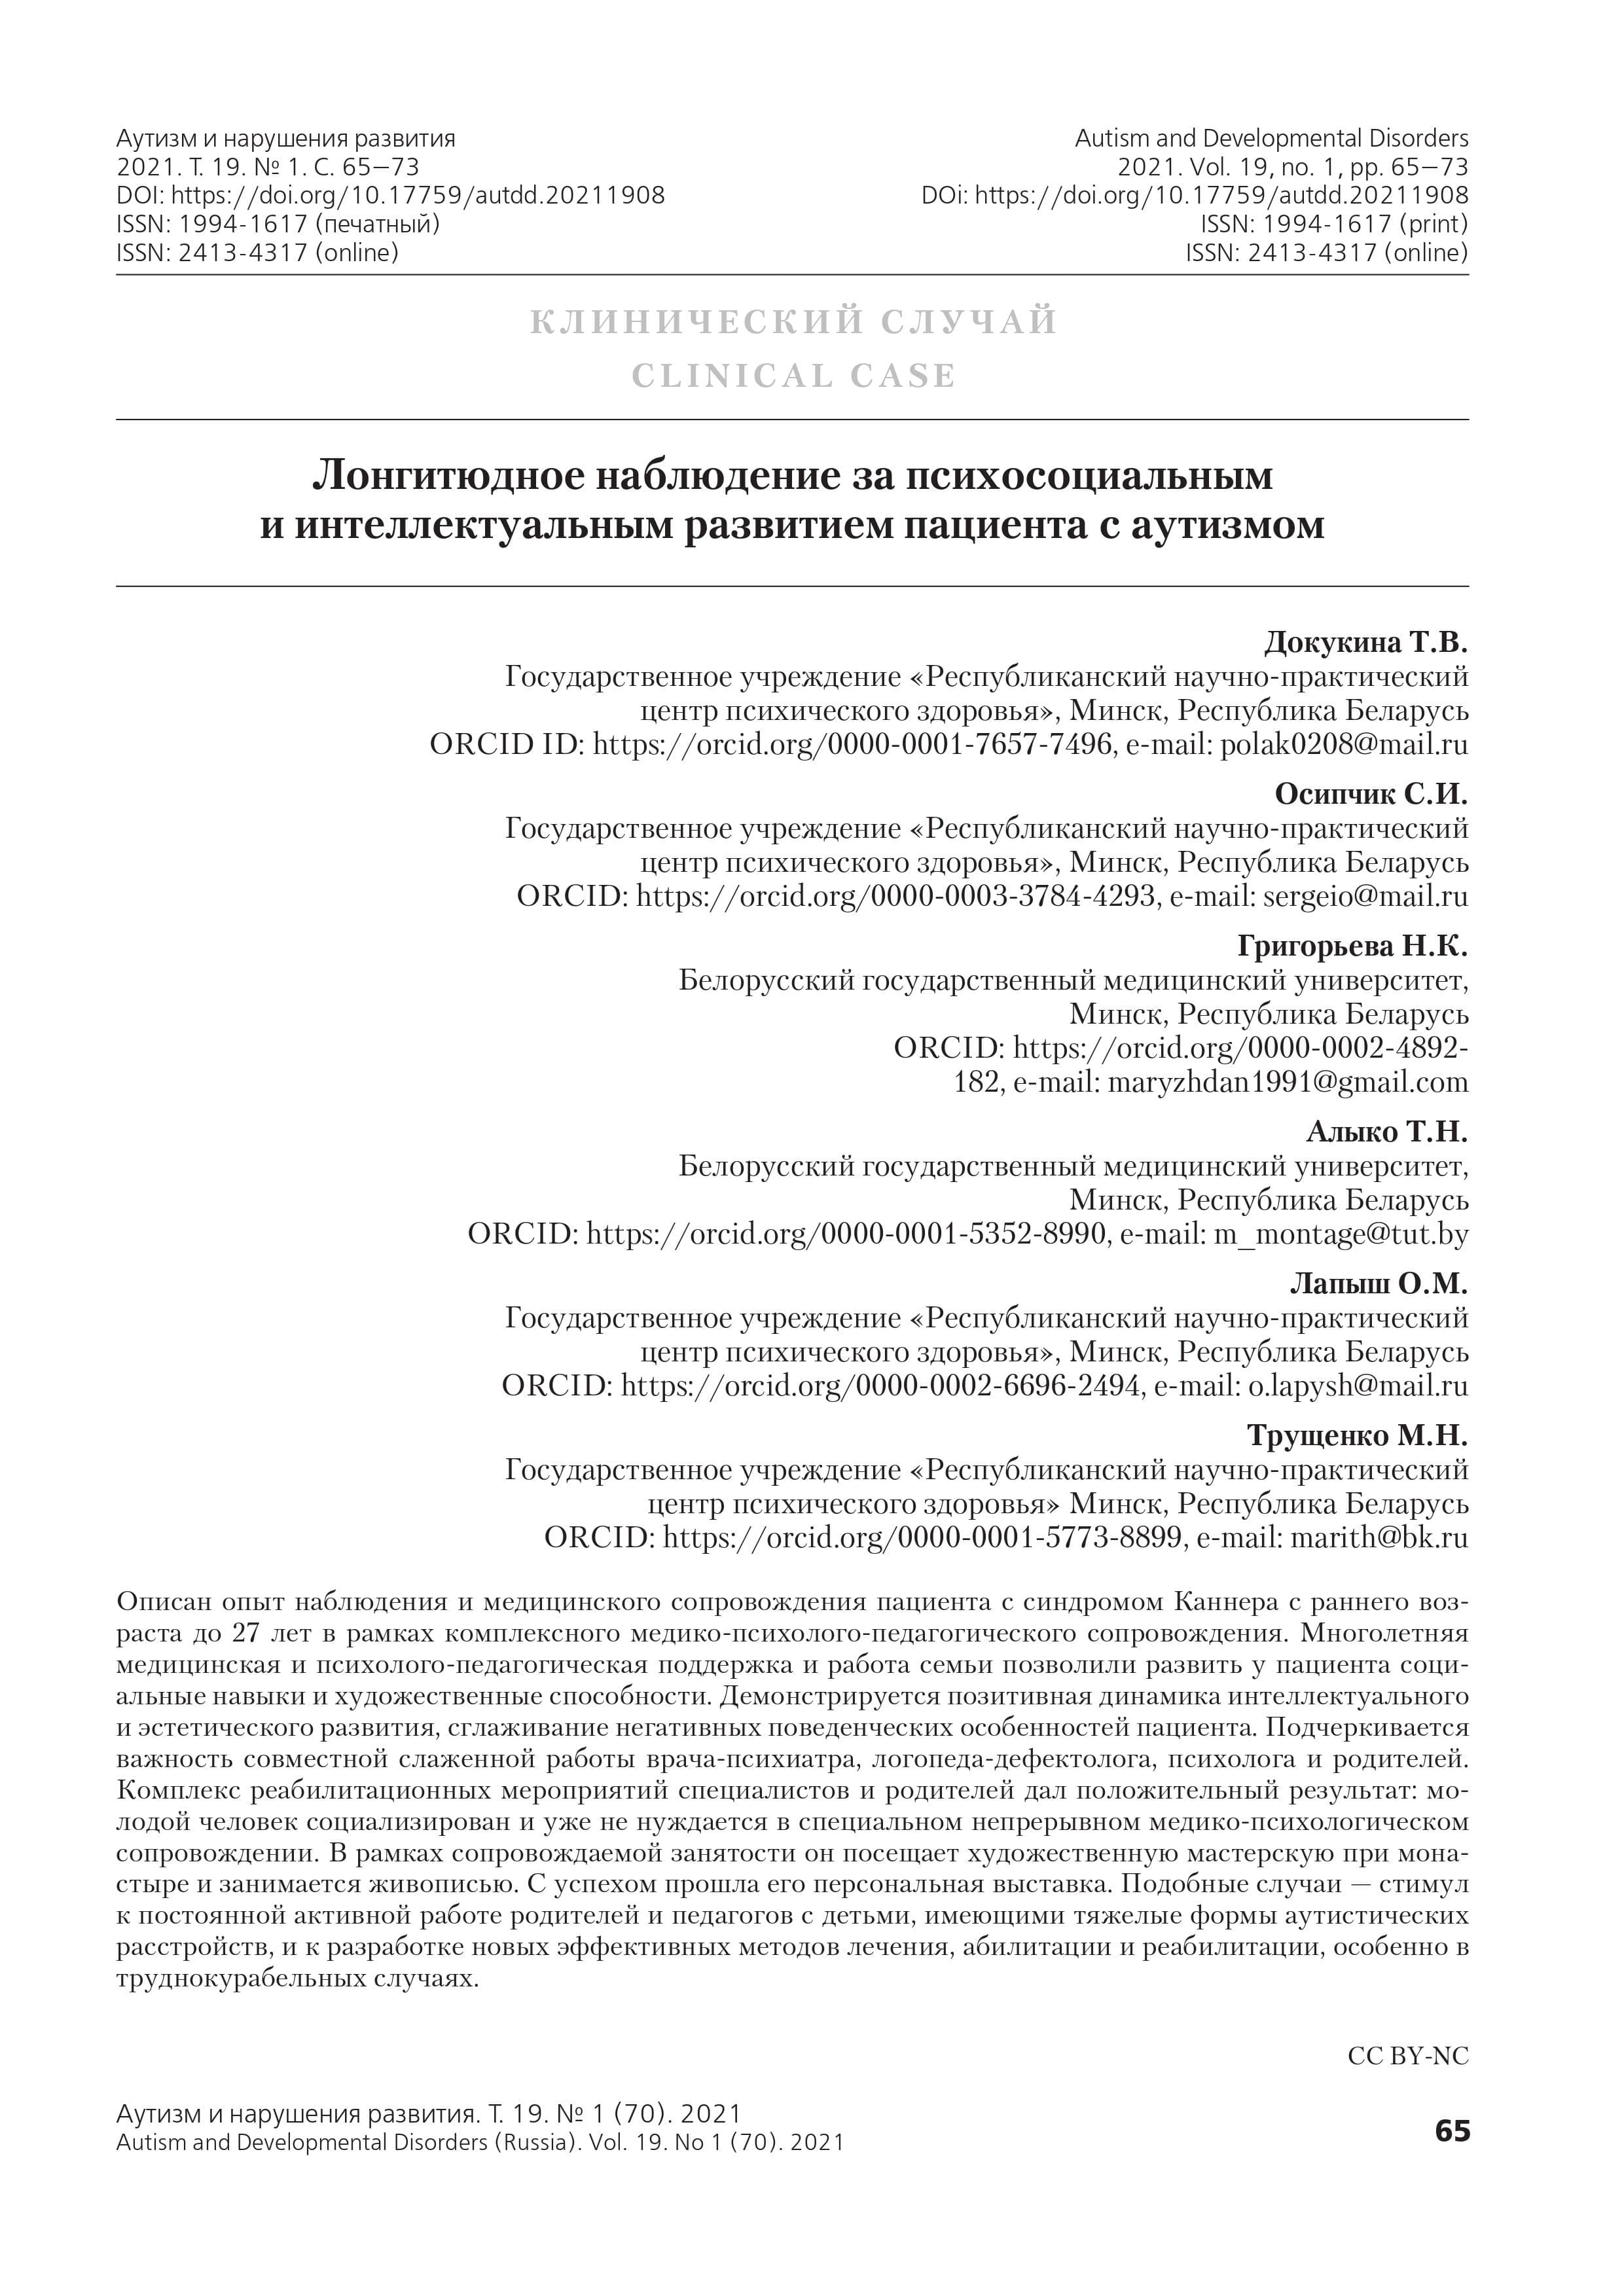 Аутизм и нарушения развития
2021. Т. 19. № 1. С. 65—73
DOI: https://doi.org/10.17759/autdd.20211908
ISSN: 1994-1617 (печатный)
ISSN: 2413-4317 (online)
Autism and Developmental Disorders
2021. Vol. 19, no. 1, pp. 65—73
DOi: https://doi.org/10.17759/autdd.20211908
ISSN: 1994-1617 (print)
ISSN: 2413-4317 (online)
КЛИНИЧЕСКИЙ СЛУЧАЙ
CLINICAL CASE
Лонгитюдное наблюдение за психосоциальным
и интеллектуальным развитием пациента с аутизмом
Докукина Т.В.
Государственное учреждение «Республиканский научно-практический
центр психического здоровья», Минск, Республика Беларусь
ORCID ID: https://orcid.org/0000-0001-7657-7496, e-mail: polak0208@mail.ru
Осипчик С.И.
Государственное учреждение «Республиканский научно-практический
центр психического здоровья», Минск, Республика Беларусь
ORCID: https://orcid.org/0000-0003-3784-4293, e-mail: sergeio@mail.ru
Григорьева Н.К.
Белорусский государственный медицинский университет,
Минск, Республика Беларусь
ORCID: https://orcid.org/0000-0002-4892-
182, e-mail: maryzhdan1991@gmail.com
Алыко Т.Н.
Белорусский государственный медицинский университет,
Минск, Республика Беларусь
ORCID: https://orcid.org/0000-0001-5352-8990, e-mail: m_montage@tut.by
Лапыш О.М.
Государственное учреждение «Республиканский научно-практический
центр психического здоровья», Минск, Республика Беларусь
ORCID: https://orcid.org/0000-0002-6696-2494, e-mail: o.lapysh@mail.ru
Трущенко М.Н.
Государственное учреждение «Республиканский научно-практический
центр психического здоровья» Минск, Республика Беларусь
ORCID: https://orcid.org/0000-0001-5773-8899, e-mail: marith@bk.ru
Описан опыт наблюдения и медицинского сопровождения пациента с синдромом Каннера с раннего воз-
раста до 27 лет в рамках комплексного медико-психолого-педагогического сопровождения. Многолетняя
медицинская и психолого-педагогическая поддержка и работа семьи позволили развить у пациента соци-
альные навыки и художественные способности. Демонстрируется позитивная динамика интеллектуального
и эстетического развития, сглаживание негативных поведенческих особенностей пациента. Подчеркивается
важность совместной слаженной работы врача-психиатра, логопеда-дефектолога, психолога и родителей.
Комплекс реабилитационных мероприятий специалистов и родителей дал положительный результат: мо-
лодой человек социализирован и уже не нуждается в специальном непрерывном медико-психологическом
сопровождении. В рамках сопровождаемой занятости он посещает художественную мастерскую при мона-
стыре и занимается живописью. С успехом прошла его персональная выставка. Подобные случаи — стимул
к постоянной активной работе родителей и педагогов с детьми, имеющими тяжелые формы аутистических
расстройств, и к разработке новых эффективных методов лечения, абилитации и реабилитации, особенно в
труднокурабельных случаях.
CC BY-NC
Аутизм и нарушения развития. Т. 19. № 1 (70). 2021
Autism and Developmental Disorders (Russia). Vol. 19. No 1 (70). 2021
65